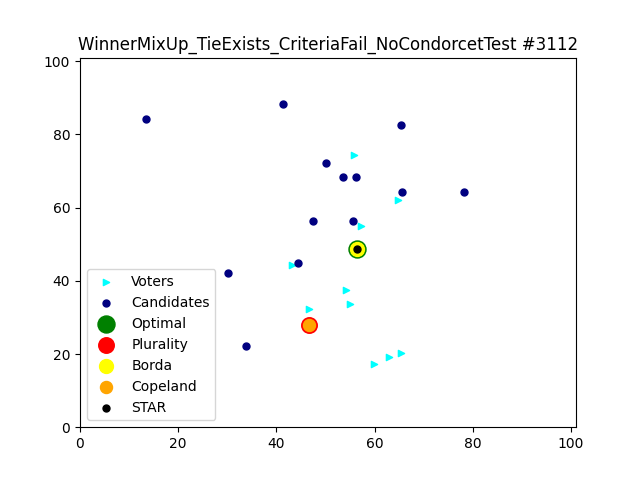 WinnerMixUp_TieExists_CriteriaFail_NoCondorcetTest #3112
100
80
60
40
20
0
Voters
Candidates
Optimal
Plurality
Borda
Copeland
STAR
0 20 40 60 80 100